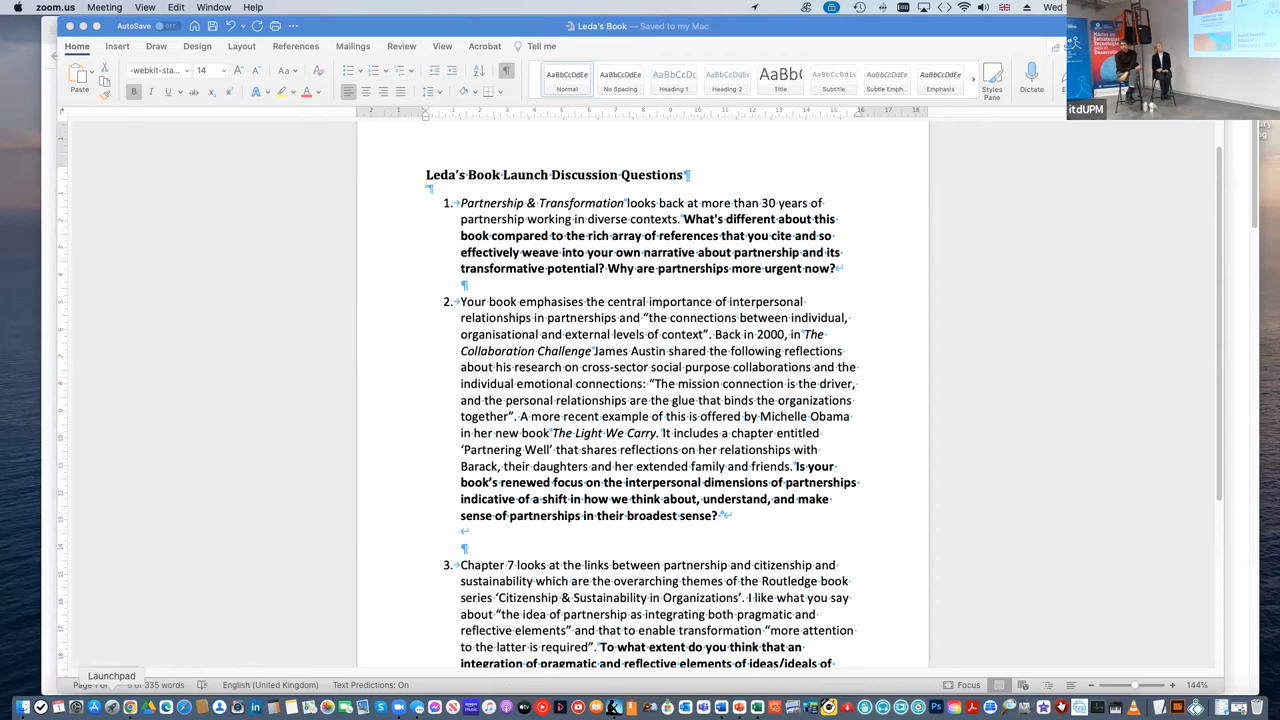 zoom.us Meeting View Edit Window Help
Wed
AutoSave OFF
Leda's Book — Saved to my Mac
Home Insert Draw Design Layout References Mailings Review View Acrobat Tell me
Paste
-webkit-sta...
AaBbCcDdEe AaBbCcDdEe AaBbCcDc AaBbCcDdEe AaBb( AaBbCcDdEe AaBbCcDdEe AaBbCcDdEe
Normal No Spacing Heading 1 Heading 2 Title Subtitle Subtle Emph... Emphasis
Styles Pane
Dictate
itdUPM
Leda's Book Launch Discussion Questions
1. Partnership & Transformation looks back at more than 30 years of
partnership working in diverse contexts. What's different about this
book compared to the rich array of references that you cite and so
effectively weave into your own narrative about partnership and its
transformative potential? Why are partnerships more urgent now?
2. Your book emphasises the central importance of interpersonal
relationships in partnerships and “the connections between individual,
organisational and external levels of context”. Back in 2000, in The
Collaboration Challenge James Austin shared the following reflections
about his research on cross-sector social purpose collaborations and the
individual emotional connections: “The mission connection is the driver,
and the personal relationships are the glue that binds the organizations
together”. A more recent example of this is offered by Michelle Obama
in her new book The Light We Carry. It includes a chapter entitled
‘Partnering Well’ that shares reflections on her relationships with
Barack, their daughters and her extended family and friends. Is your
book’s renewed focus on the interpersonal dimensions of partnerships
indicative of a shift in how we think about, understand, and make
sense of partnerships in their broadest sense?
3. Chapter 7 looks at the links between partnership and citizenship and
sustainability which are the overarching themes of the Routledge book
series ‘Citizenship & Sustainability in Organizations’. I like what you say
about “the idea of partnership as integrating both pragmatic and
reflective elements” and that to enable transformation “more attention
to the latter is required”. To what extent do you think that an
integration of pragmatic and reflective elements of ideas/ideals of
Launchpad
335 words English (United Kingdom) Text Predictions: On Focus 144%